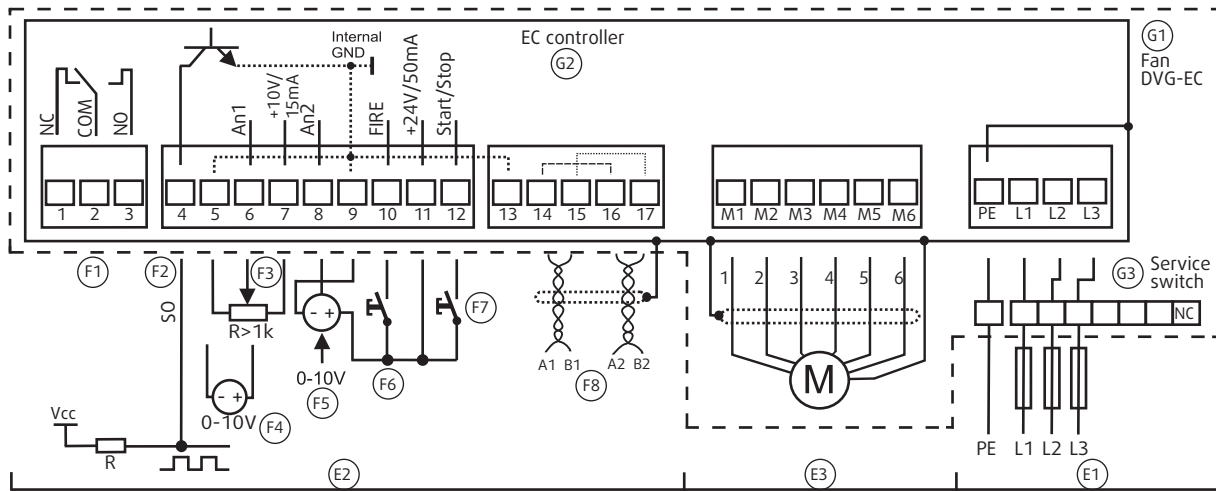 Internal
GND
EC controller
G2
G1
Fan
DVG-EC
NC
COM
NO
An1
+10V/
15mA
An2
FIRE
+24V/50mA
Start/Stop
1 2 3
4 5 6 7 8 9 10 11 12
13 14 15 16 17
M1 M2 M3 M4 M5 M6
PE L1 L2 L3
F1
F2
F3
SO
R>1k
- +
0-10V
F5
F6
F7
- +
0-10V
F4
Vcc
R
A1 B1 A2 B2
F8
1 2 3 4 5 6
M
G3
Service
switch
NC
PE L1 L2 L3
E2
E3
E1